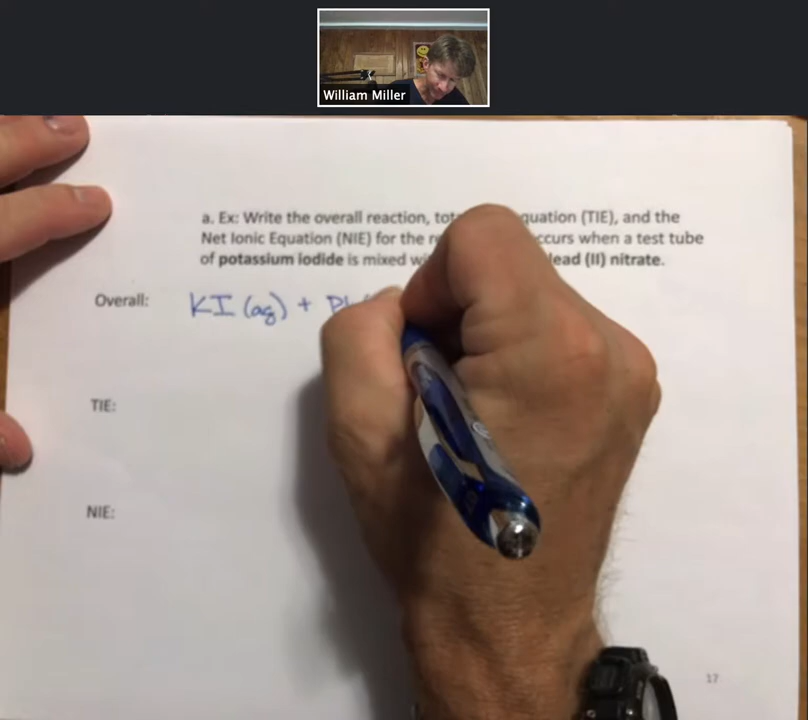 William Miller
a. Ex: Write the overall reaction, quation (TIE), and the
Net Ionic Equation (NIE) for the ccurs when a test tube
of potassium iodide is mixed lead (II) nitrate.
Overall: KI (aq) +
TIE:
NIE:
17